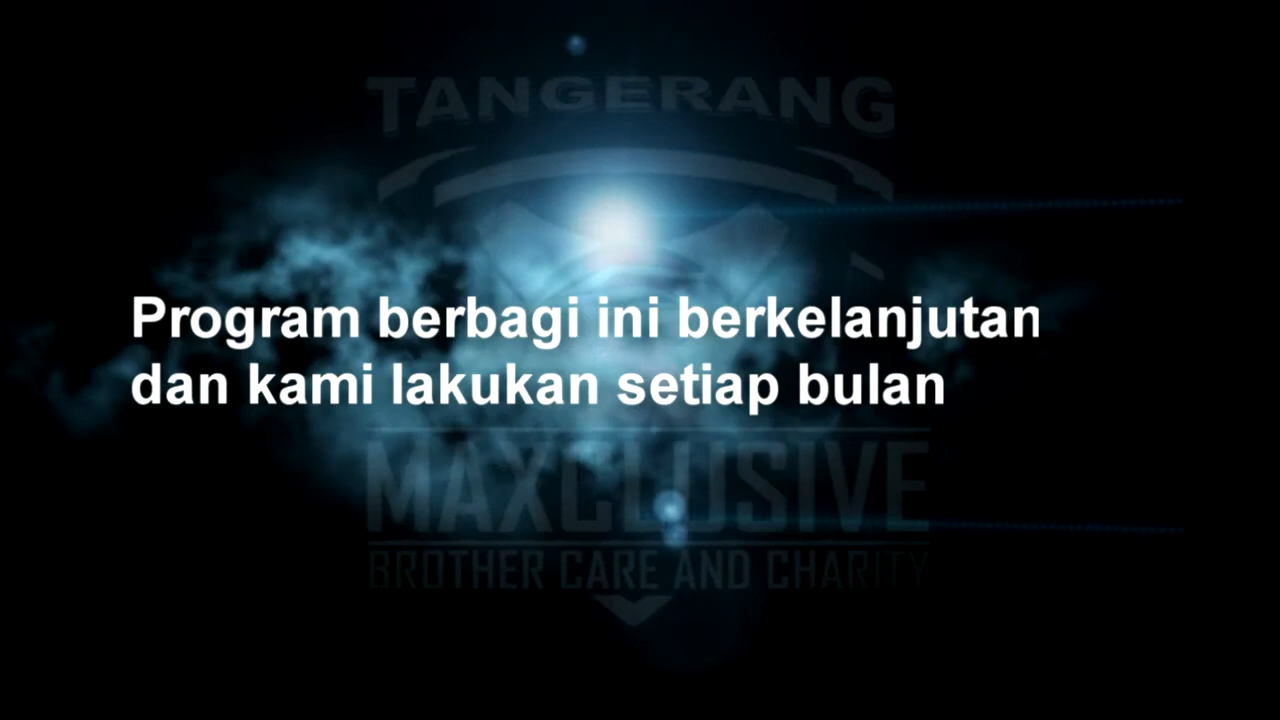 TANGERANG
Program berbagi ini berkelanjutan
dan kami lakukan setiap bulan
MAXCLUSIVE
BROTHER CARE AND CHARITY